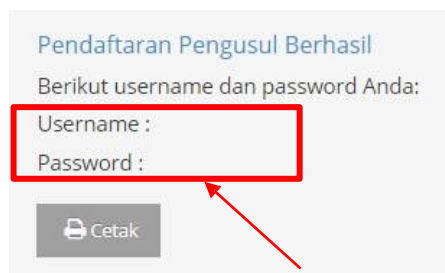 Pendaftaran Pengusul Berhasil
Berikut username dan password Anda:
Username :
Password :
Cetak